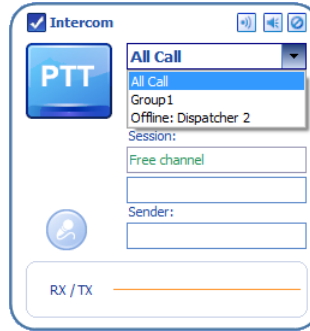 Intercom
PTT
All Call
All Call
Group1
Offline: Dispatcher 2
Session:
Free channel
Sender:
RX / TX